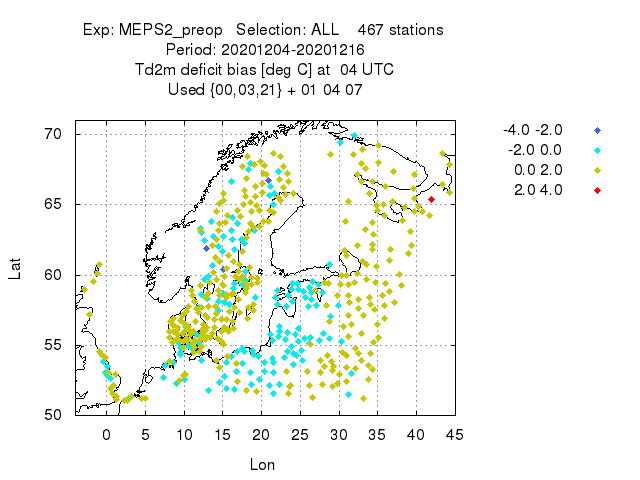 Exp: MEPS2_preop   Selection: ALL    467 stations
Period: 20201204-20201216
Td2m deficit bias [deg C] at  04 UTC
Used {00,03,21} + 01 04 07
-4.0 -2.0
-2.0 0.0
0.0 2.0
2.0 4.0
70
65
60
55
50
Lat
0 5 10 15 20 25 30 35 40 45
Lon